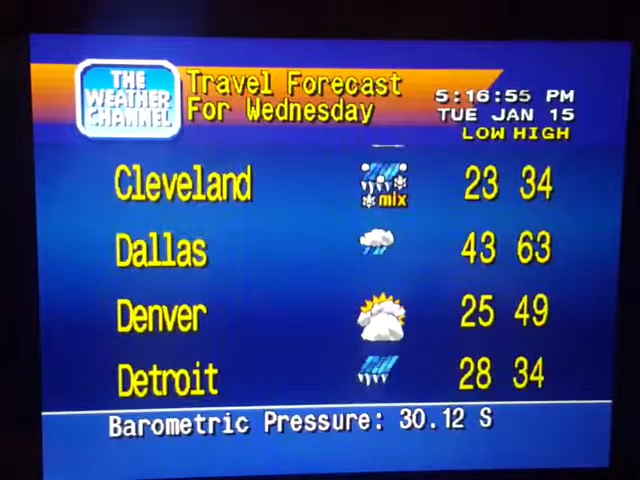 THE
WEATHER
CHANNEL
Travel Forecast
For Wednesday
5:16:55 PM
TUE JAN 15
LOW HIGH
Cleveland mix 23 34
Dallas 43 63
Denver 25 49
Detroit 28 34
Barometric Pressure: 30.12 S